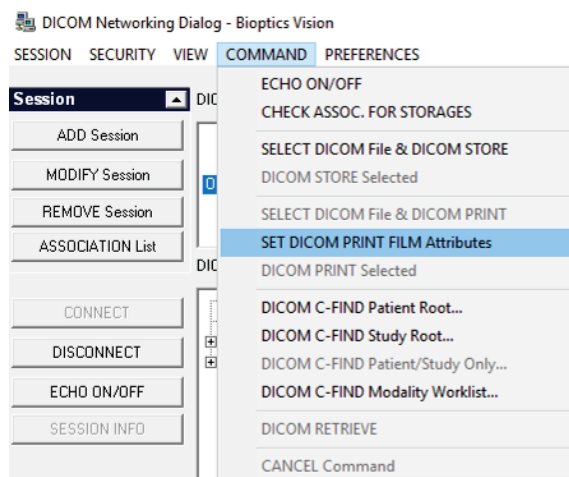 DICOM Networking Dialog - Bioptics Vision
SESSION SECURITY VIEW COMMAND PREFERENCES
Session
ADD Session
MODIFY Session
REMOVE Session
ASSOCIATION List
CONNECT
DISCONNECT
ECHO ON/OFF
SESSION INFO
DIC
0
DIC
ECHO ON/OFF
CHECK ASSOC. FOR STORAGES
SELECT DICOM File & DICOM STORE
DICOM STORE Selected
SELECT DICOM File & DICOM PRINT
SET DICOM PRINT FILM Attributes
DICOM PRINT Selected
DICOM C-FIND Patient Root...
DICOM C-FIND Study Root...
DICOM C-FIND Patient/Study Only...
DICOM C-FIND Modality Worklist...
DICOM RETRIEVE
CANCEL Command